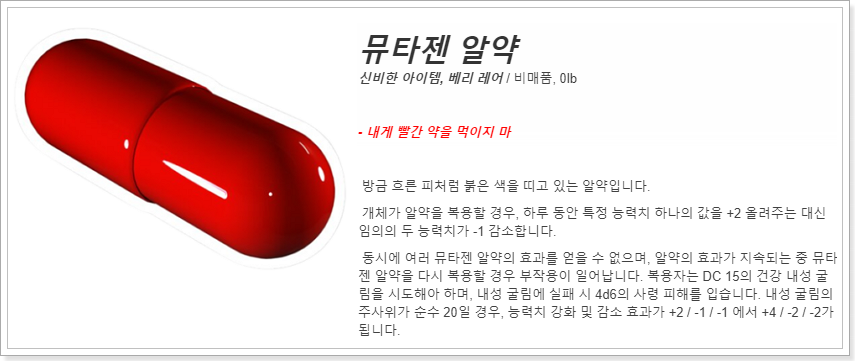 뮤타젠 알약
신비한 아이템, 베리 레어 / 비매품, 0lb
- 내게 빨간 약을 먹이지 마
방금 흐른 피처럼 붉은 색을 띠고 있는 알약입니다.
개체가 알약을 복용할 경우, 하루 동안 특정 능력치 하나의 값을 +2 올려주는 대신
임의의 두 능력치가 -1 감소합니다.
동시에 여러 뮤타젠 알약의 효과를 얻을 수 없으며, 알약의 효과가 지속되는 중 뮤타
젠 알약을 다시 복용할 경우 부작용이 일어납니다. 복용자는 DC 15의 건강 내성 굴
림을 시도해야 하며, 내성 굴림에 실패 시 4d6의 사령 피해를 입습니다. 내성 굴림의
주사위가 순수 20일 경우, 능력치 강화 및 감소 효과가 +2 / -1 / -1 에서 +4 / -2 / -2가
됩니다.